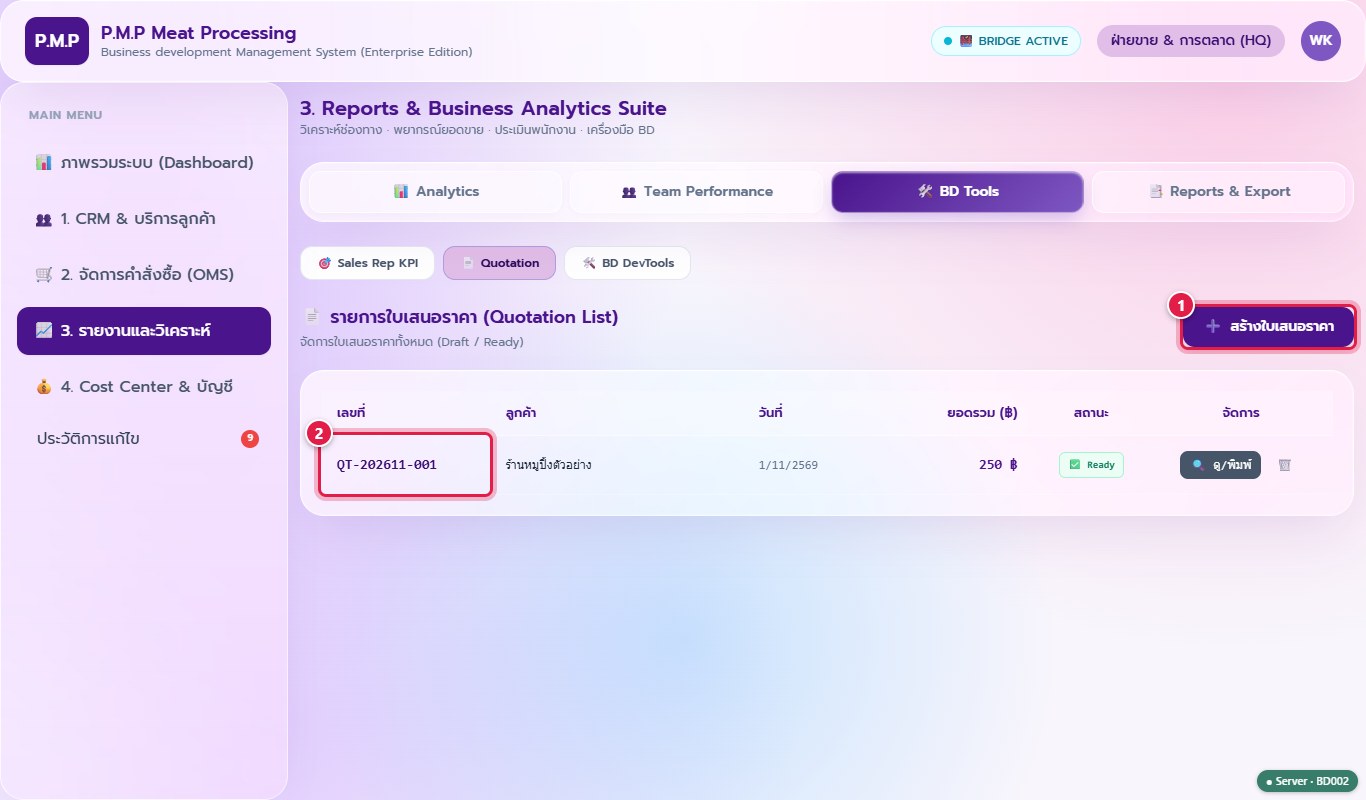 P.M.P
P.M.P Meat Processing
Business development Management System (Enterprise Edition)
BRIDGE ACTIVE
ฝ่ายขาย & การตลาด (HQ)
WK
MAIN MENU
ภาพรวมระบบ (Dashboard)
1. CRM & บริการลูกค้า
2. จัดการคำสั่งซื้อ (OMS)
3. รายงานและวิเคราะห์
4. Cost Center & บัญชี
ประวัติการแก้ไข
9
3. Reports & Business Analytics Suite
วิเคราะห์ช่องทาง · พยากรณ์ยอดขาย · ประเมินพนักงาน · เครื่องมือ BD
Analytics
Team Performance
BD Tools
Reports & Export
Sales Rep KPI
Quotation
BD DevTools
รายการใบเสนอราคา (Quotation List)
จัดการใบเสนอราคาทั้งหมด (Draft / Ready)
1
สร้างใบเสนอราคา
เลขที่ ลูกค้า วันที่ ยอดรวม (฿) สถานะ จัดการ
2
QT-202611-001 ร้านหมูปิ้งตัวอย่าง 1/11/2569 250 ฿ Ready ดู/พิมพ์
Server · BD002